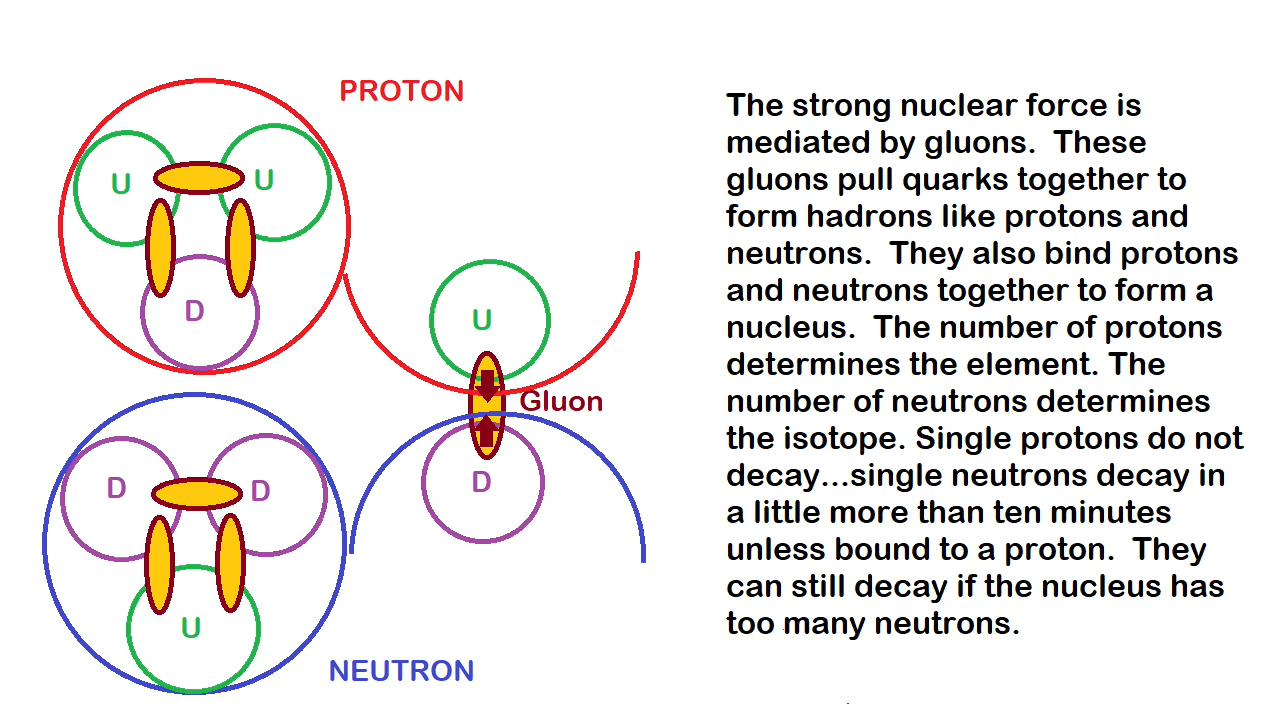 PROTON
U
U
D
U
Gluon
D
D
D
U
NEUTRON
The strong nuclear force is
mediated by gluons.  These
gluons pull quarks together to
form hadrons like protons and
neutrons.  They also bind protons
and neutrons together to form a
nucleus.  The number of protons
determines the element. The
number of neutrons determines
the isotope. Single protons do not
decay...single neutrons decay in
a little more than ten minutes
unless bound to a proton.  They
can still decay if the nucleus has
too many neutrons.